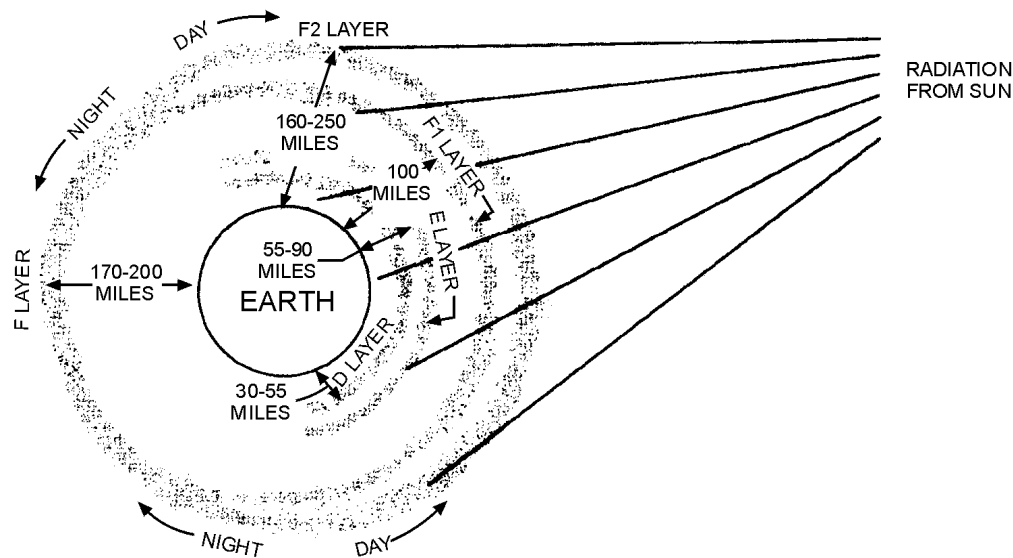 DAY
F2 LAYER
RADIATION
FROM SUN
NIGHT
160-250
MILES
F1 LAYER
100
MILES
E LAYER
55-90
MILES
170-200
MILES
EARTH
F LAYER
D LAYER
30-55
MILES
NIGHT
DAY